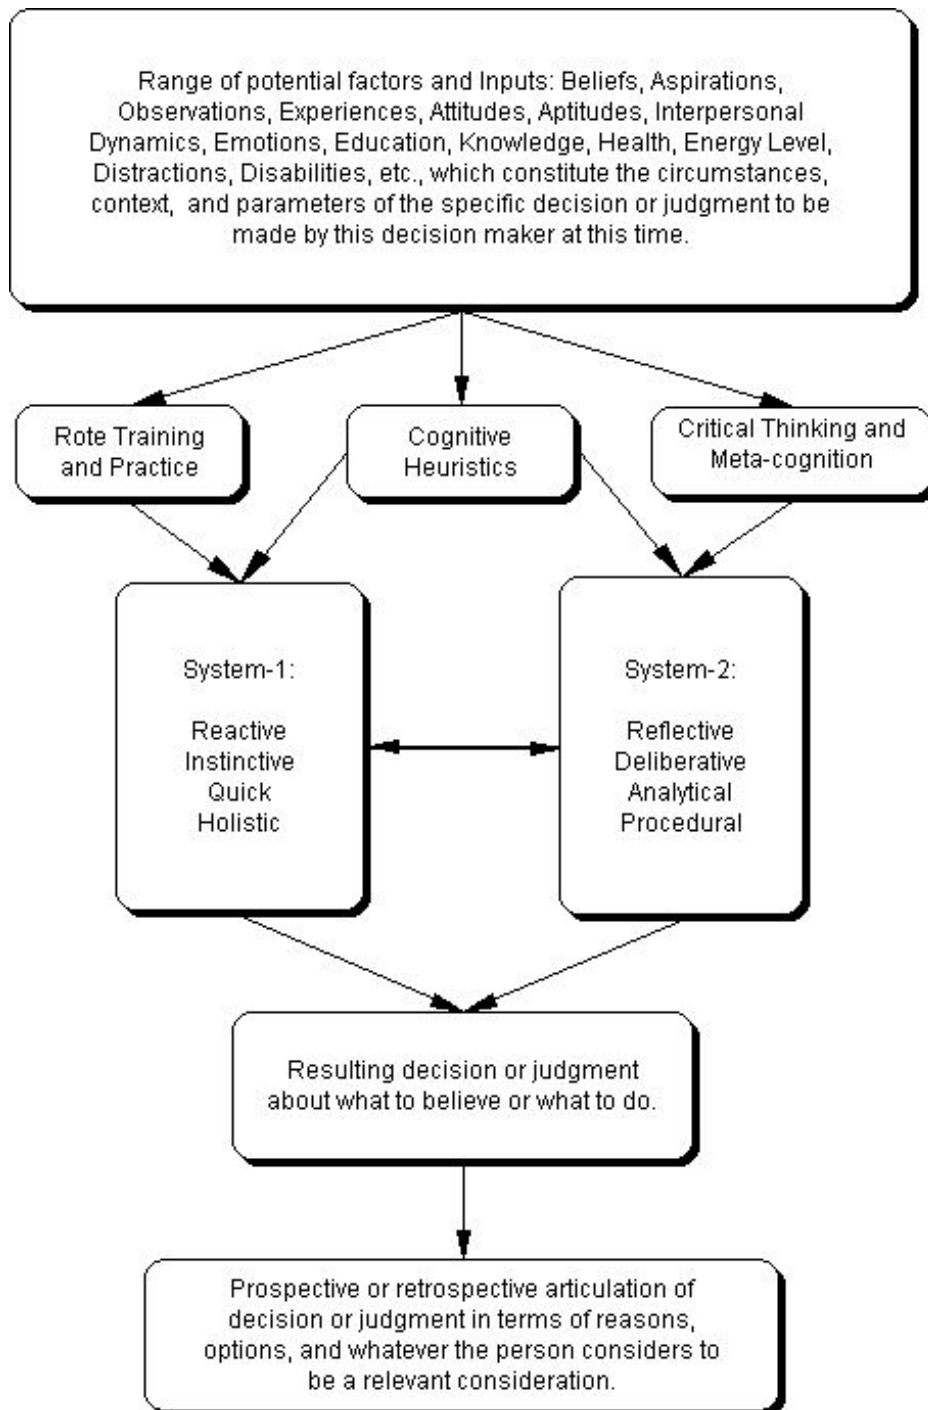 Range of potential factors and Inputs: Beliefs, Aspirations,
Observations, Experiences, Attitudes, Aptitudes, Interpersonal
Dynamics, Emotions, Education, Knowledge, Health, Energy Level,
Distractions, Disabilities, etc., which constitute the circumstances,
context, and parameters of the specific decision or judgment to be
made by this decision maker at this time.
Rote Training
and Practice
Cognitive
Heuristics
Critical Thinking and
Meta-cognition
System-1:
Reactive
Instinctive
Quick
Holistic
System-2:
Reflective
Deliberative
Analytical
Procedural
Resulting decision or judgment
about what to believe or what to do.
Prospective or retrospective articulation of
decision or judgment in terms of reasons,
options, and whatever the person considers to
be a relevant consideration.